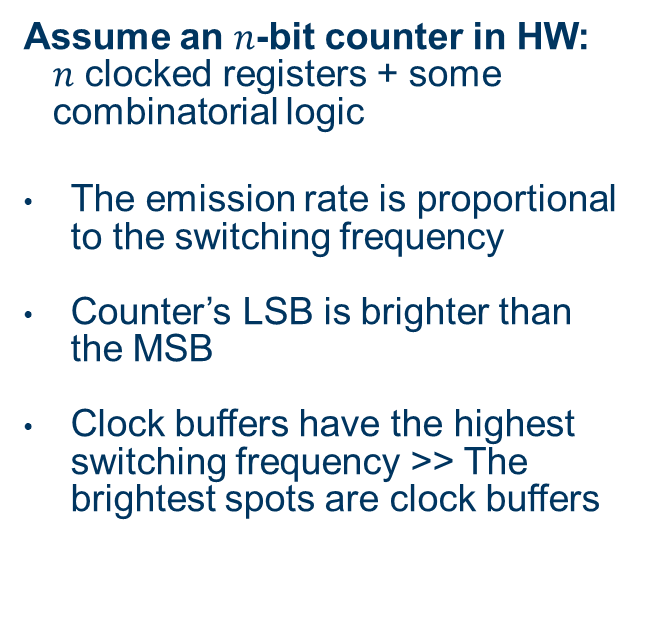 Assume an n-bit counter in HW:
n clocked registers + some
combinatorial logic
• The emission rate is proportional
to the switching frequency
• Counter’s LSB is brighter than
the MSB
• Clock buffers have the highest
switching frequency >> The
brightest spots are clock buffers